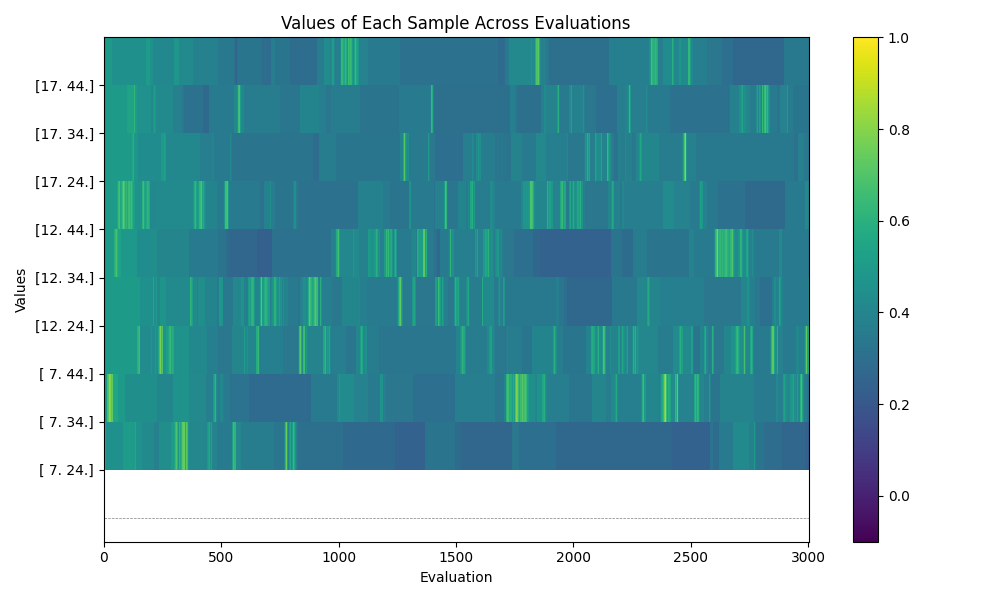 Values of Each Sample Across Evaluations
1.0
[17. 44.]
[17. 34.]
0.8
[17. 24.]
[12. 44.]
0.6
[12. 34.]
Values
[12. 24.]
0.4
[ 7. 44.]
[ 7. 34.]
0.2
[ 7. 24.]
0.0
0 500 1000 1500 2000 2500 3000
Evaluation